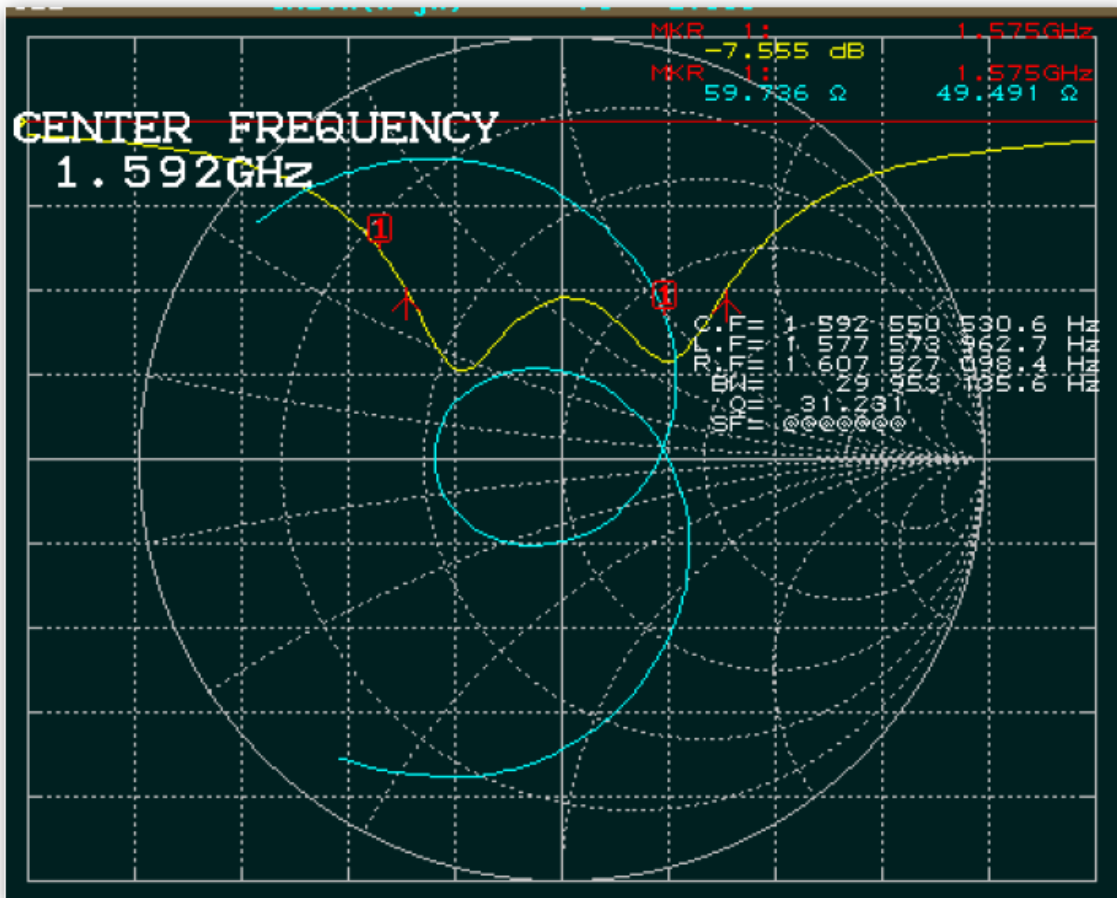 MKR 1: 1.575GHz
-7.555 dB
MKR 1: 1.575GHz
59.736 Ω 49.491 Ω
CENTER FREQUENCY
1.592GHz
1
1
C.F= 1 592 550 530.6 Hz
L.F= 1 577 573 962.7 Hz
R.F= 1 607 527 098.4 Hz
BW= 29 953 135.6 Hz
Q= 31.231
SF= @@@@@@@